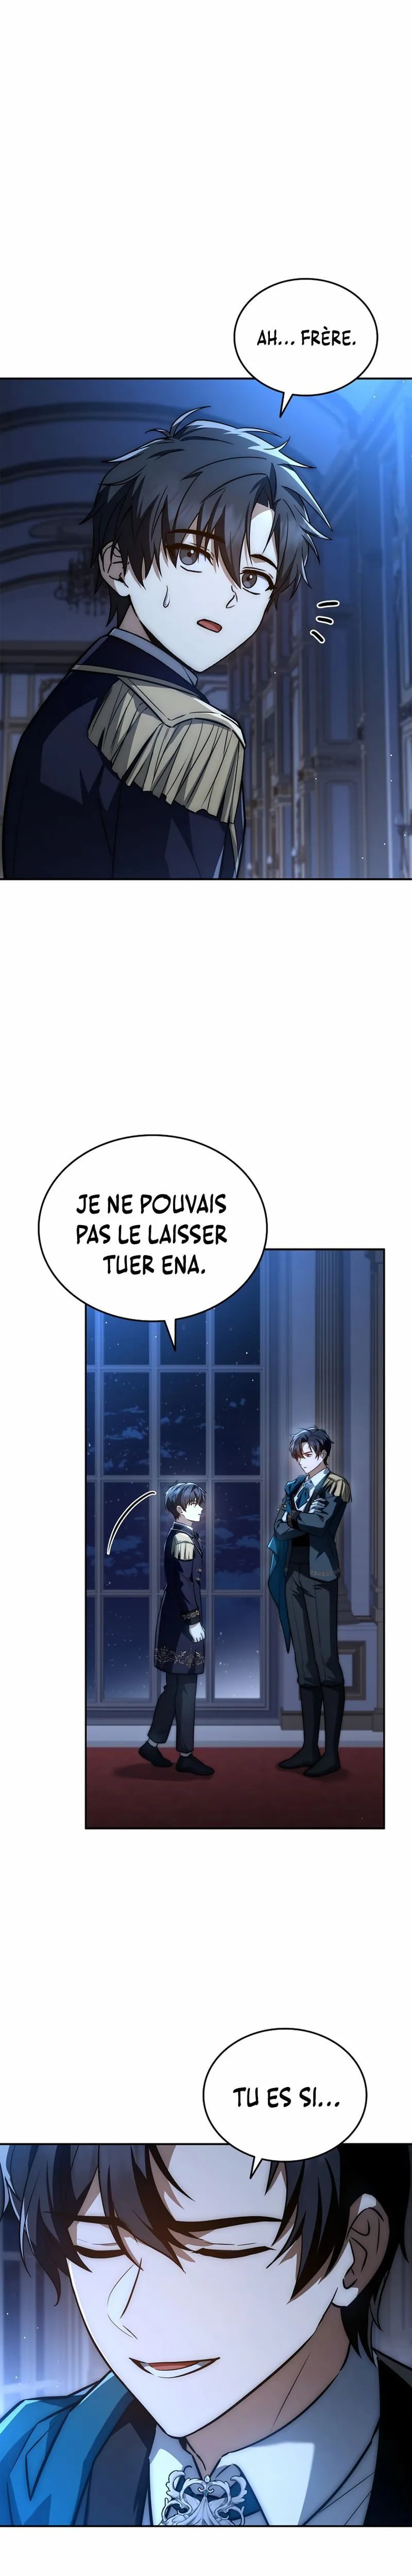 AH... FRÈRE.
JE NE POUVAIS
PAS LE LAISSER
TUER ENA.
TU ES SI...